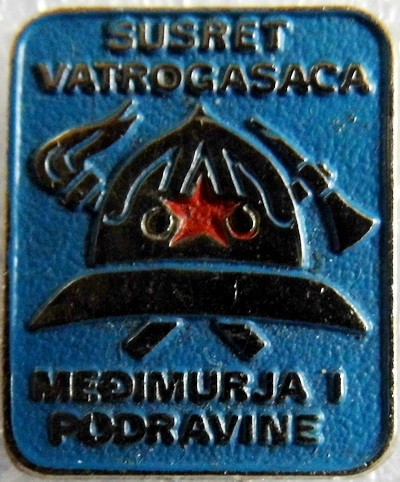 SUSRET
VATROGASACA
MEĐIMURJA I
PODRAVINE